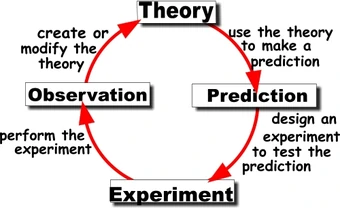 Theory
use the theory
to make a
prediction
Prediction
design an
experiment
to test the
prediction
Experiment
perform the
experiment
Observation
create or
modify the
theory